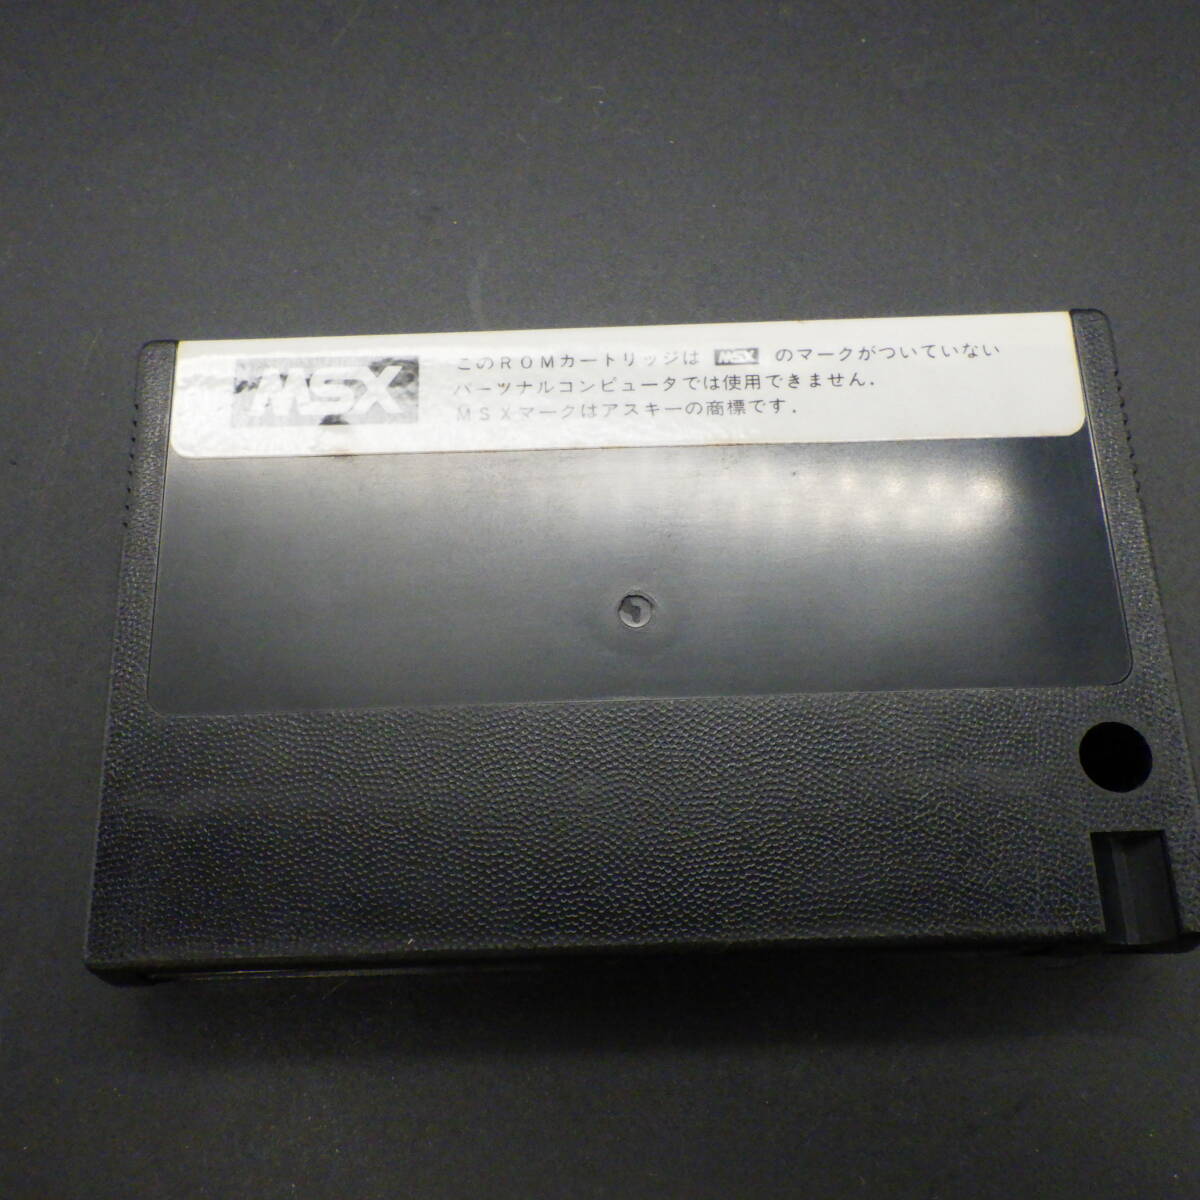 MSX
このROMカートリッジは MSX のマークがついていない
パーソナルコンピュータでは使用できません.
MSXマークはアスキーの商標です.